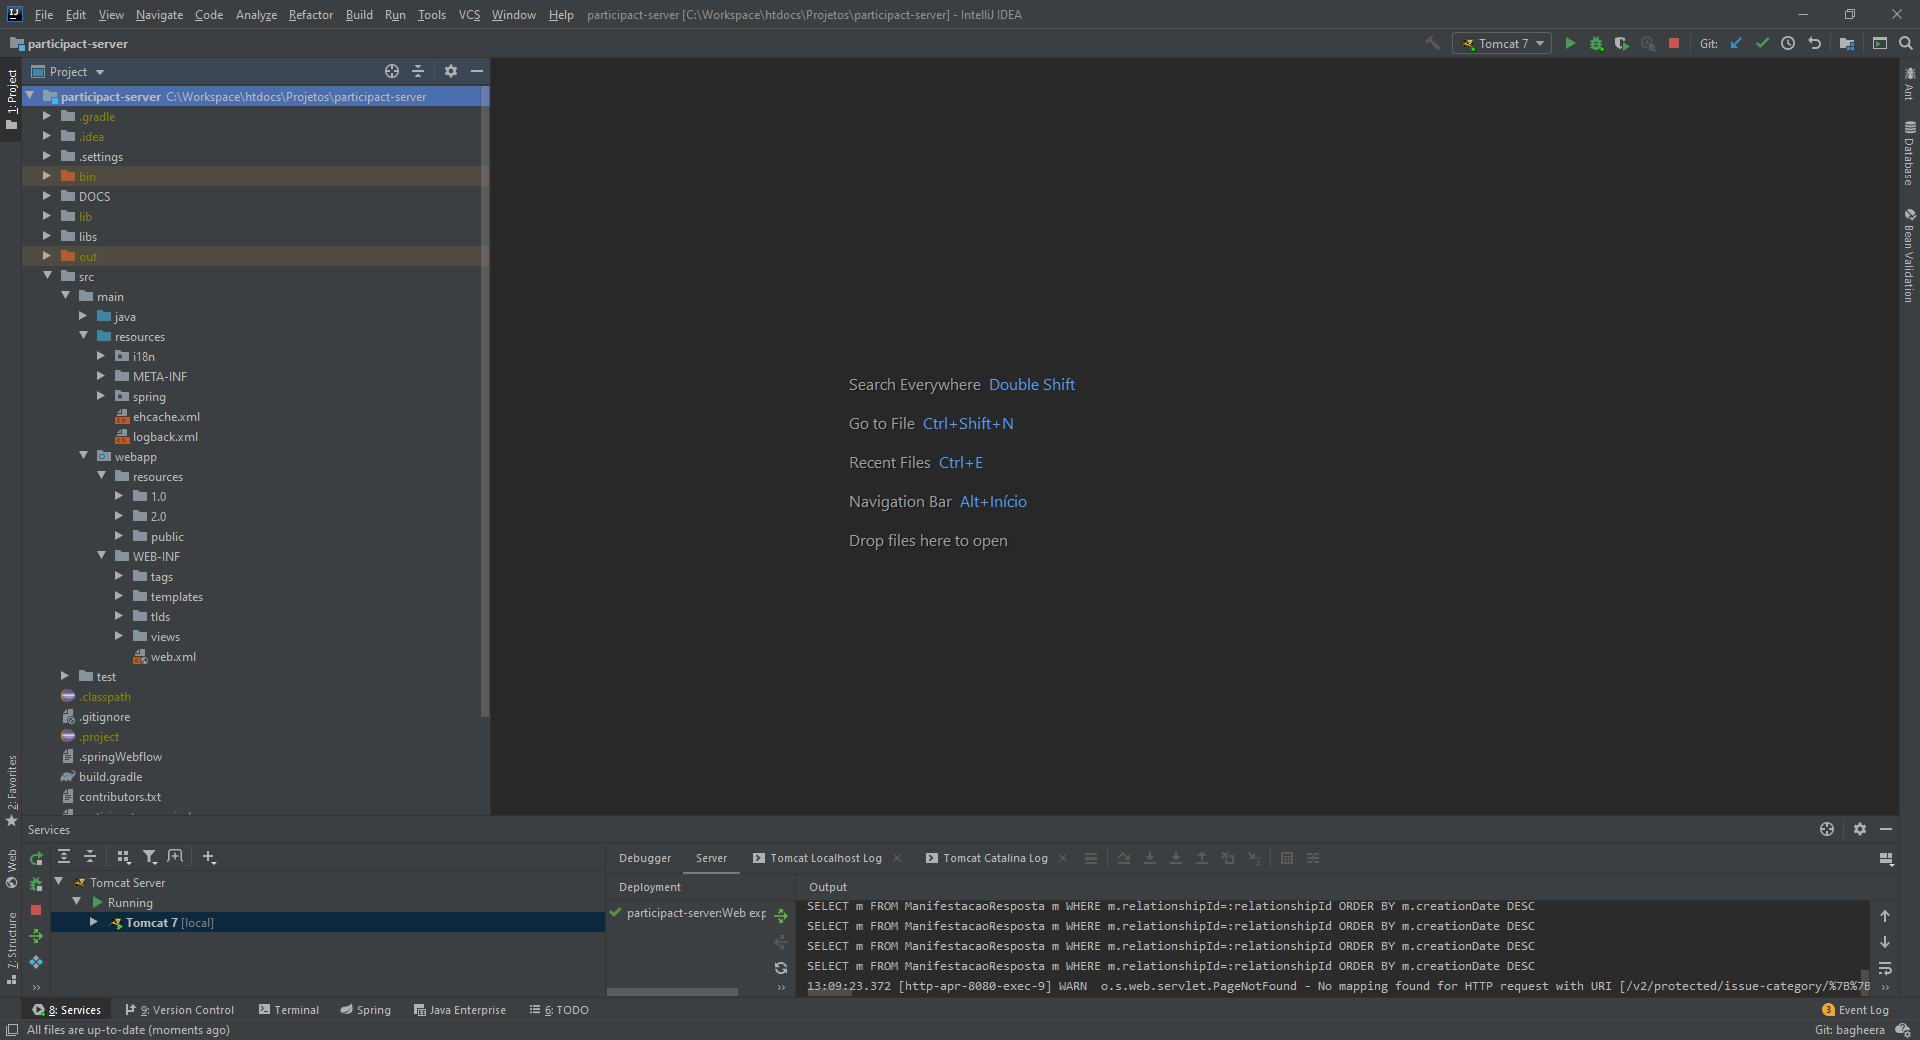 File Edit View Navigate Code Analyze Refactor Build Run Tools VCS Window Help participact-server [C:\Workspace\htdocs\Projetos\participact-server] - IntelliJ IDEA
participact-server
Tomcat 7
Git:
1: Project
Project
participact-server C:\Workspace\htdocs\Projetos\participact-server
.gradle
.idea
.settings
bin
DOCS
lib
libs
out
src
main
java
resources
i18n
META-INF
spring
ehcache.xml
logback.xml
webapp
resources
1.0
2.0
public
WEB-INF
tags
templates
tlds
views
web.xml
test
.classpath
.gitignore
.project
.springWebflow
build.gradle
contributors.txt
Search Everywhere Double Shift
Go to File Ctrl+Shift+N
Recent Files Ctrl+E
Navigation Bar Alt+Início
Drop files here to open
Ant
Database
Bean Validation
2: Favorites
Web
7: Structure
Services
Tomcat Server
Running
Tomcat 7 [local]
Debugger Server Tomcat Localhost Log Tomcat Catalina Log
Deployment
participact-server:Web exp
Output
SELECT m FROM ManifestacaoResposta m WHERE m.relationshipId=:relationshipId ORDER BY m.creationDate DESC
SELECT m FROM ManifestacaoResposta m WHERE m.relationshipId=:relationshipId ORDER BY m.creationDate DESC
SELECT m FROM ManifestacaoResposta m WHERE m.relationshipId=:relationshipId ORDER BY m.creationDate DESC
SELECT m FROM ManifestacaoResposta m WHERE m.relationshipId=:relationshipId ORDER BY m.creationDate DESC
13:09:23.372 [http-apr-8080-exec-9] WARN o.s.web.servlet.PageNotFound - No mapping found for HTTP request with URI [/v2/protected/issue-category/%7B%7B
8: Services 9: Version Control Terminal Spring Java Enterprise 6: TODO
3 Event Log
All files are up-to-date (moments ago)
Git: bagheera